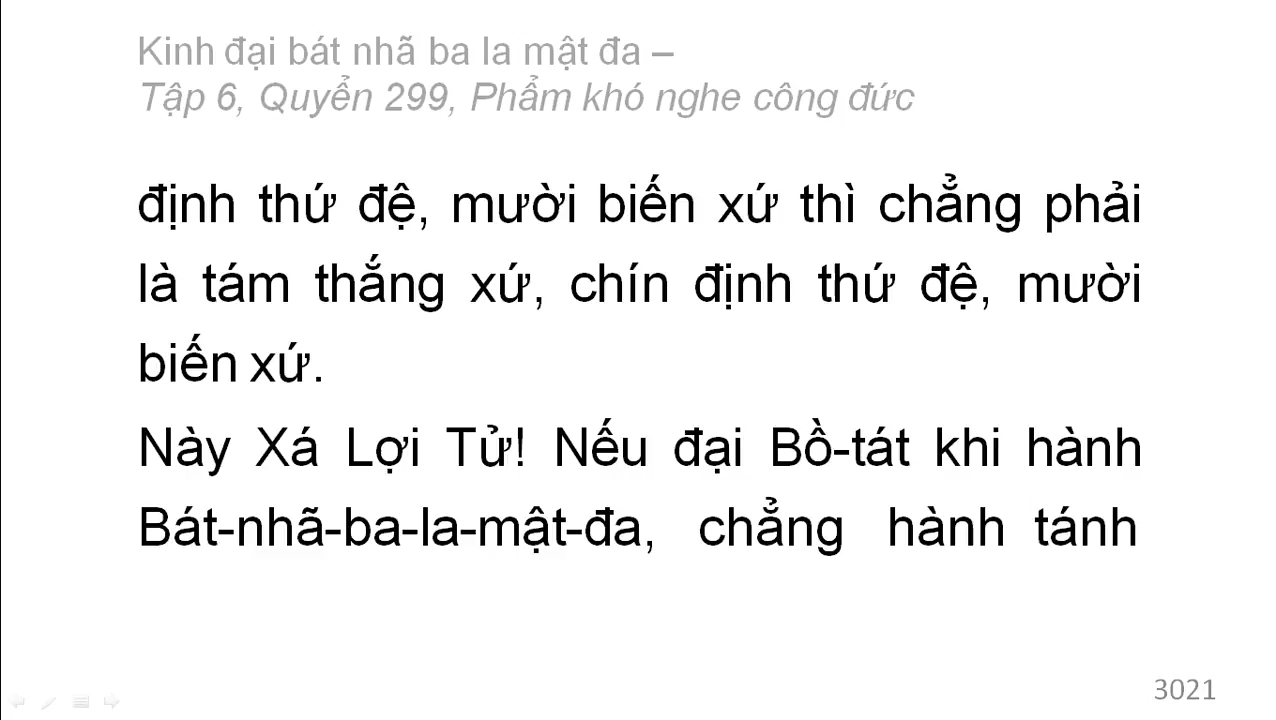 Kinh đại bát nhã ba la mật đa –
Tập 6, Quyển 299, Phẩm khó nghe công đức
định thứ đệ, mười biến xứ thì chẳng phải
là tám thắng xứ, chín định thứ đệ, mười
biến xứ.
Này Xá Lợi Tử! Nếu đại Bồ-tát khi hành
Bát-nhã-ba-la-mật-đa, chẳng hành tánh
3021